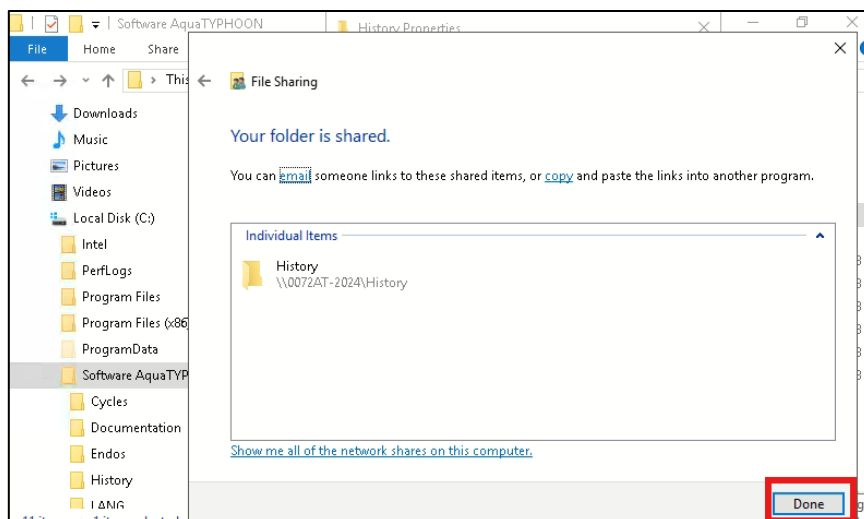 Software AquaTYPHOON
History Properties
File
Home
Share
File Sharing
Your folder is shared.
You can email someone links to these shared items, or copy and paste the links into another program.
Individual Items
History
\\0072AT-2024\History
Show me all of the network shares on this computer.
Done
Downloads
Music
Pictures
Videos
Local Disk (C:)
Intel
PerfLogs
Program Files
Program Files (x86)
ProgramData
Software AquaTYP
Cycles
Documentation
Endos
History
LANG